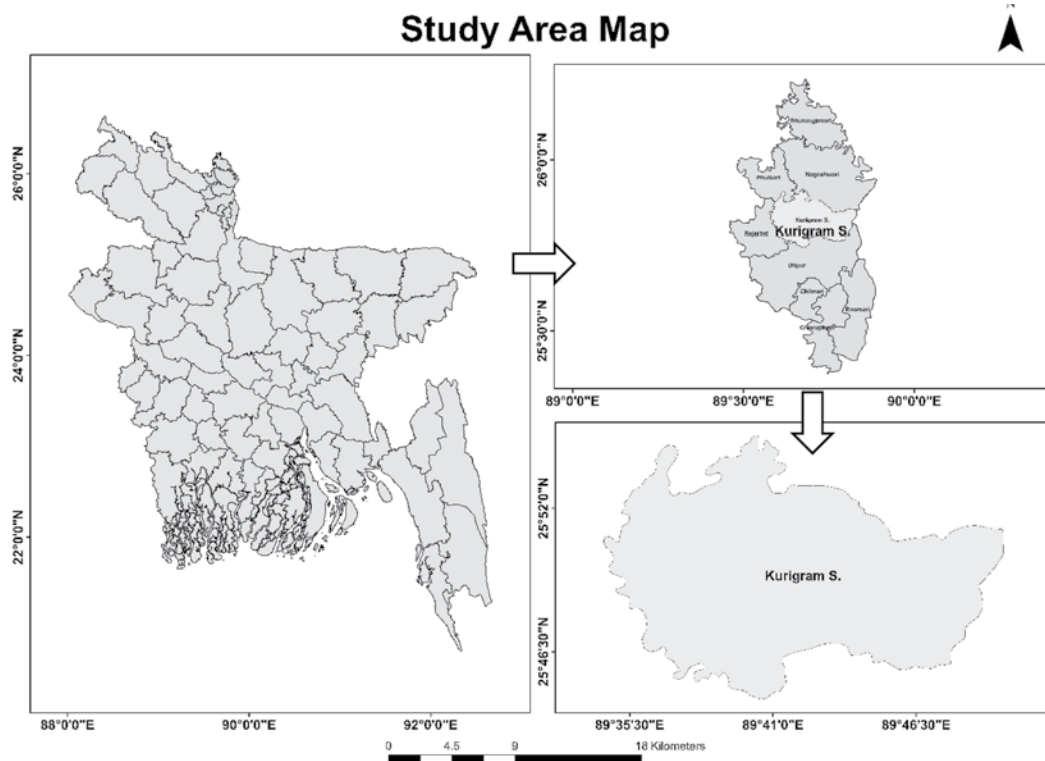 Study Area Map
N
26°0'0"N
24°0'0"N
22°0'0"N
88°0'0"E
90°0'0"E
92°0'0"E
26°0'0"N
25°30'0"N
Nageshwari
Phulbari
Kurigram S.
Kurigram S.
Rajarhat
Ulipur
Chilmari
89°0'0"E
89°30'0"E
90°0'0"E
25°52'0"N
25°46'30"N
Kurigram S.
89°35'30"E
89°41'0"E
89°46'30"E
0
4.5
9
18 Kilometers